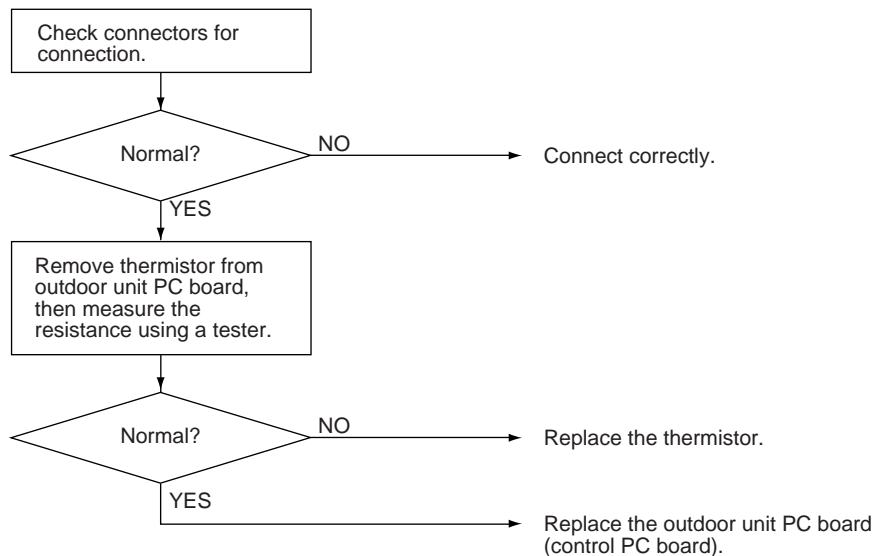 Check connectors for
connection.
Normal?
NO
Connect correctly.
YES
Remove thermistor from
outdoor unit PC board,
then measure the
resistance using a tester.
Normal?
NO
Replace the thermistor.
YES
Replace the outdoor unit PC board
(control PC board).